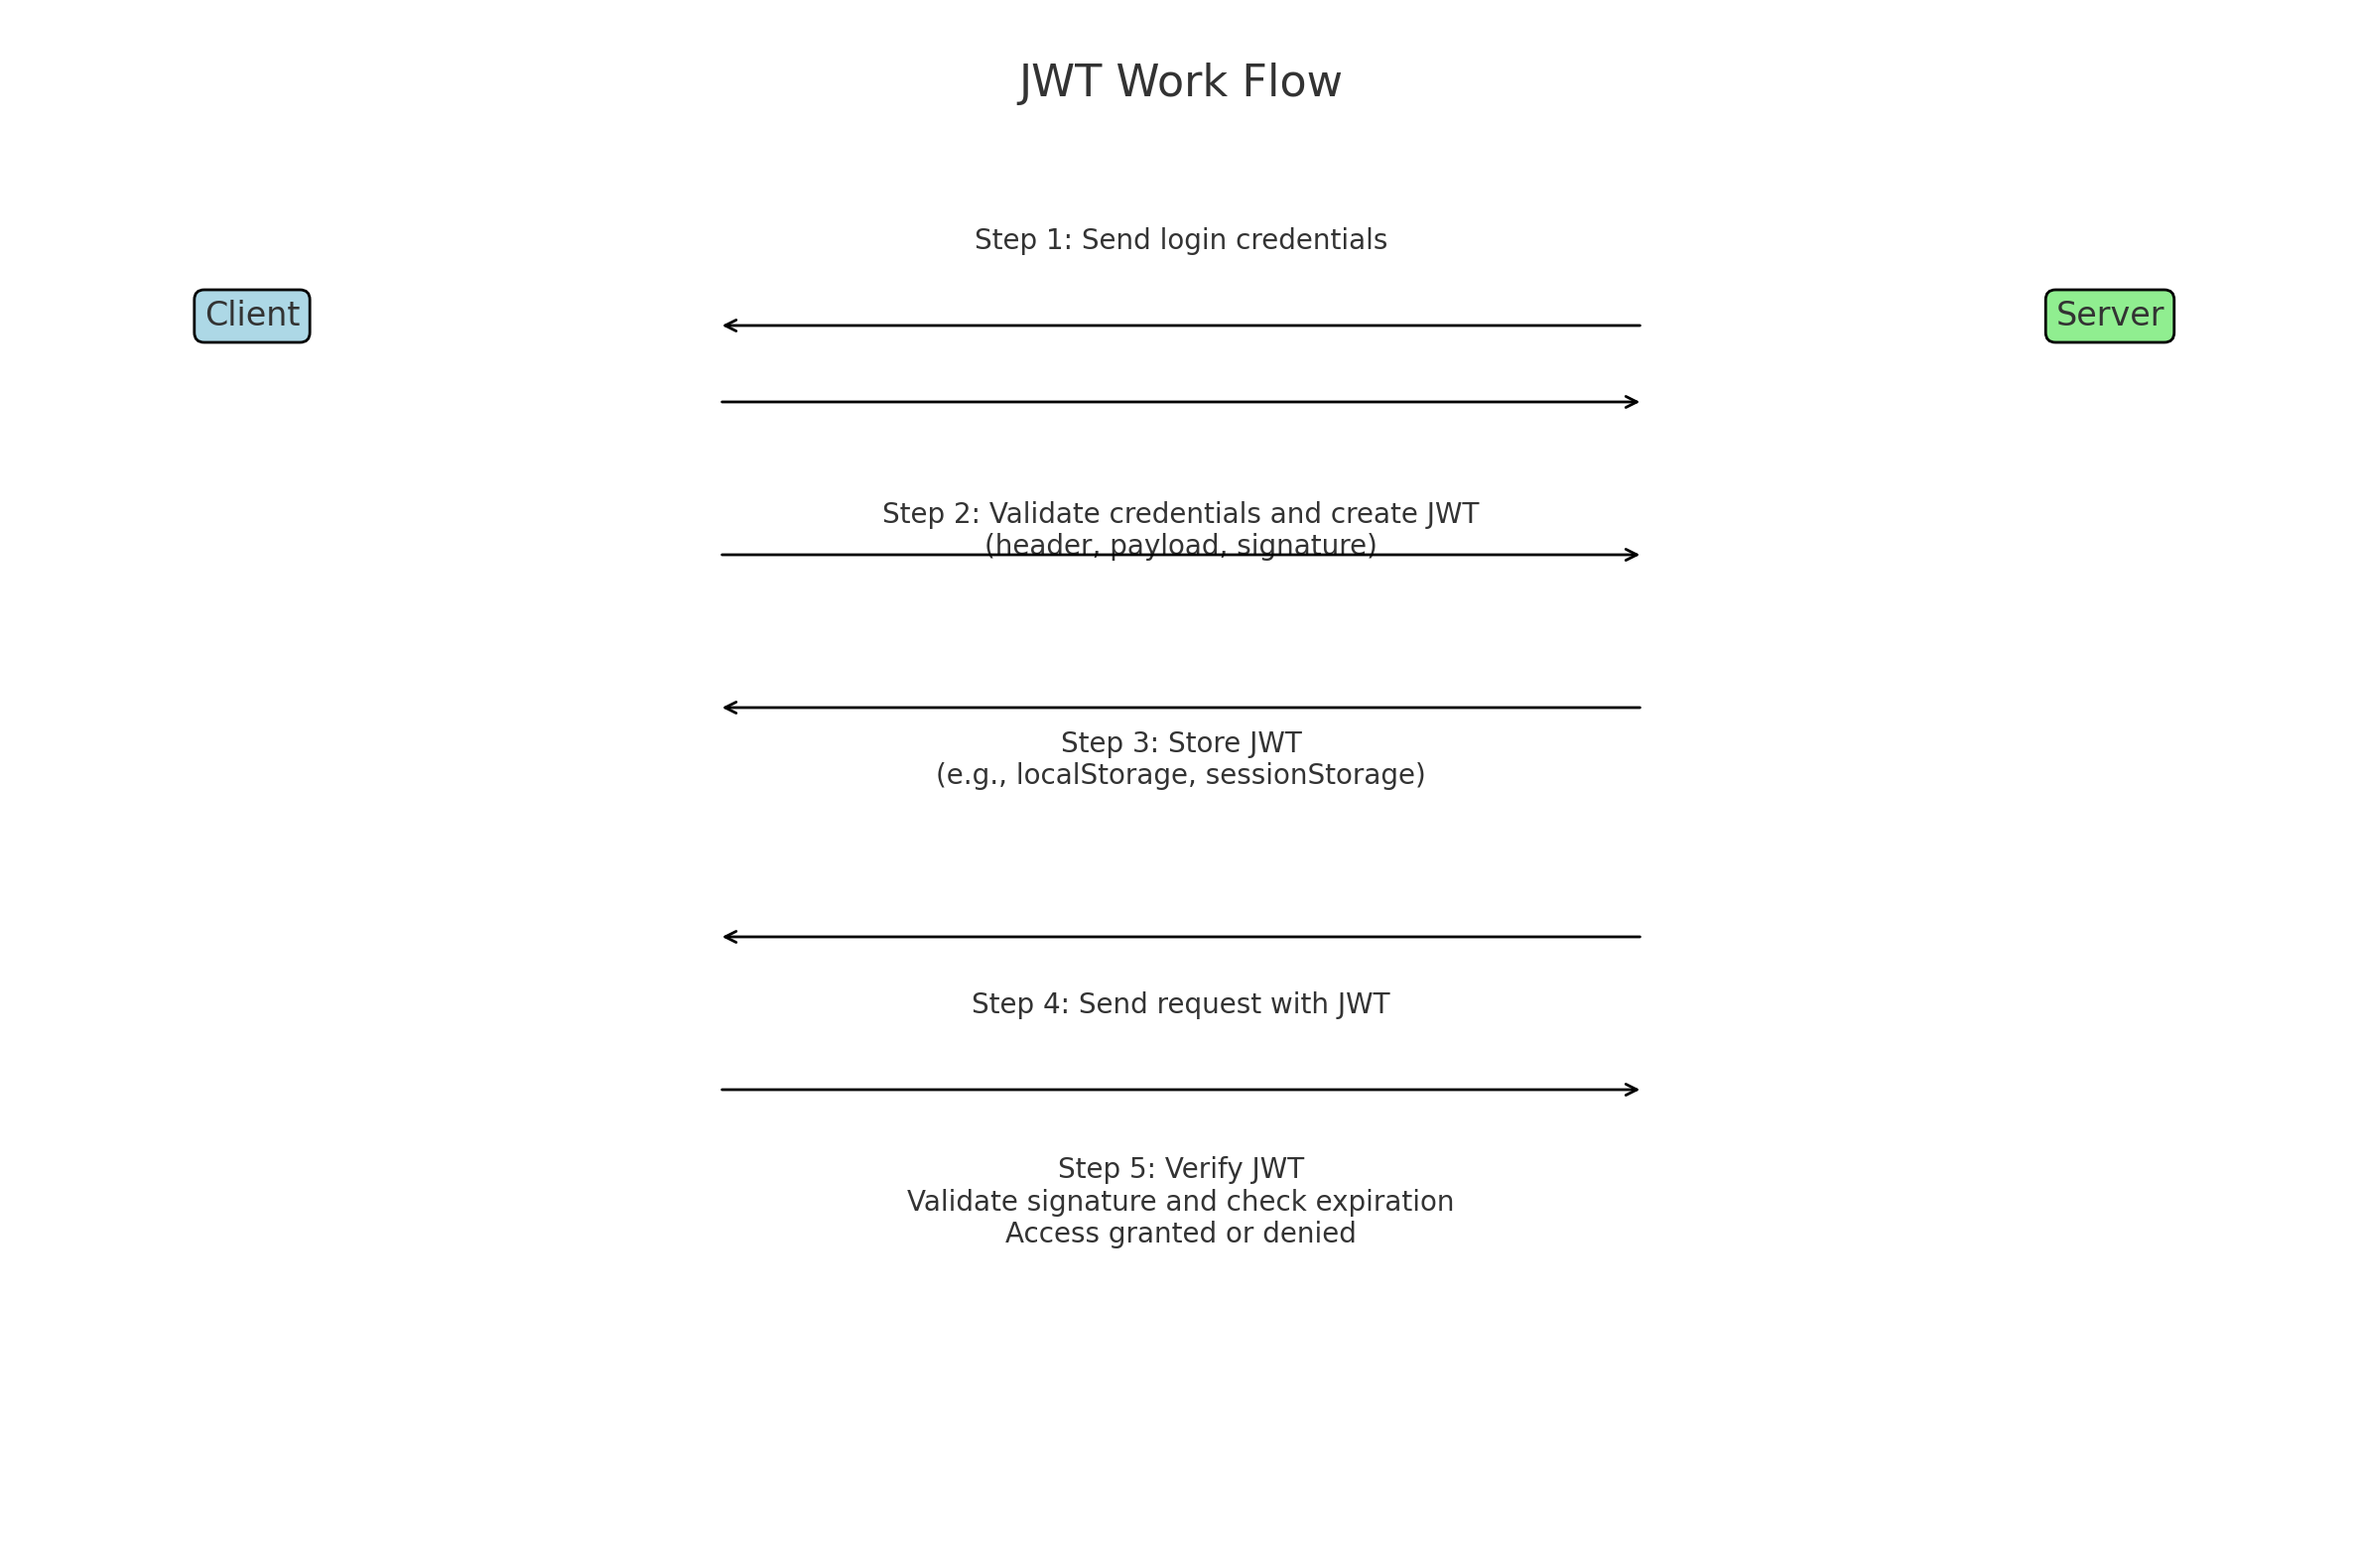 JWT Work Flow
Step 1: Send login credentials
Client
Server
Step 2: Validate credentials and create JWT
(header, payload, signature)
Step 3: Store JWT
(e.g., localStorage, sessionStorage)
Step 4: Send request with JWT
Step 5: Verify JWT
Validate signature and check expiration
Access granted or denied